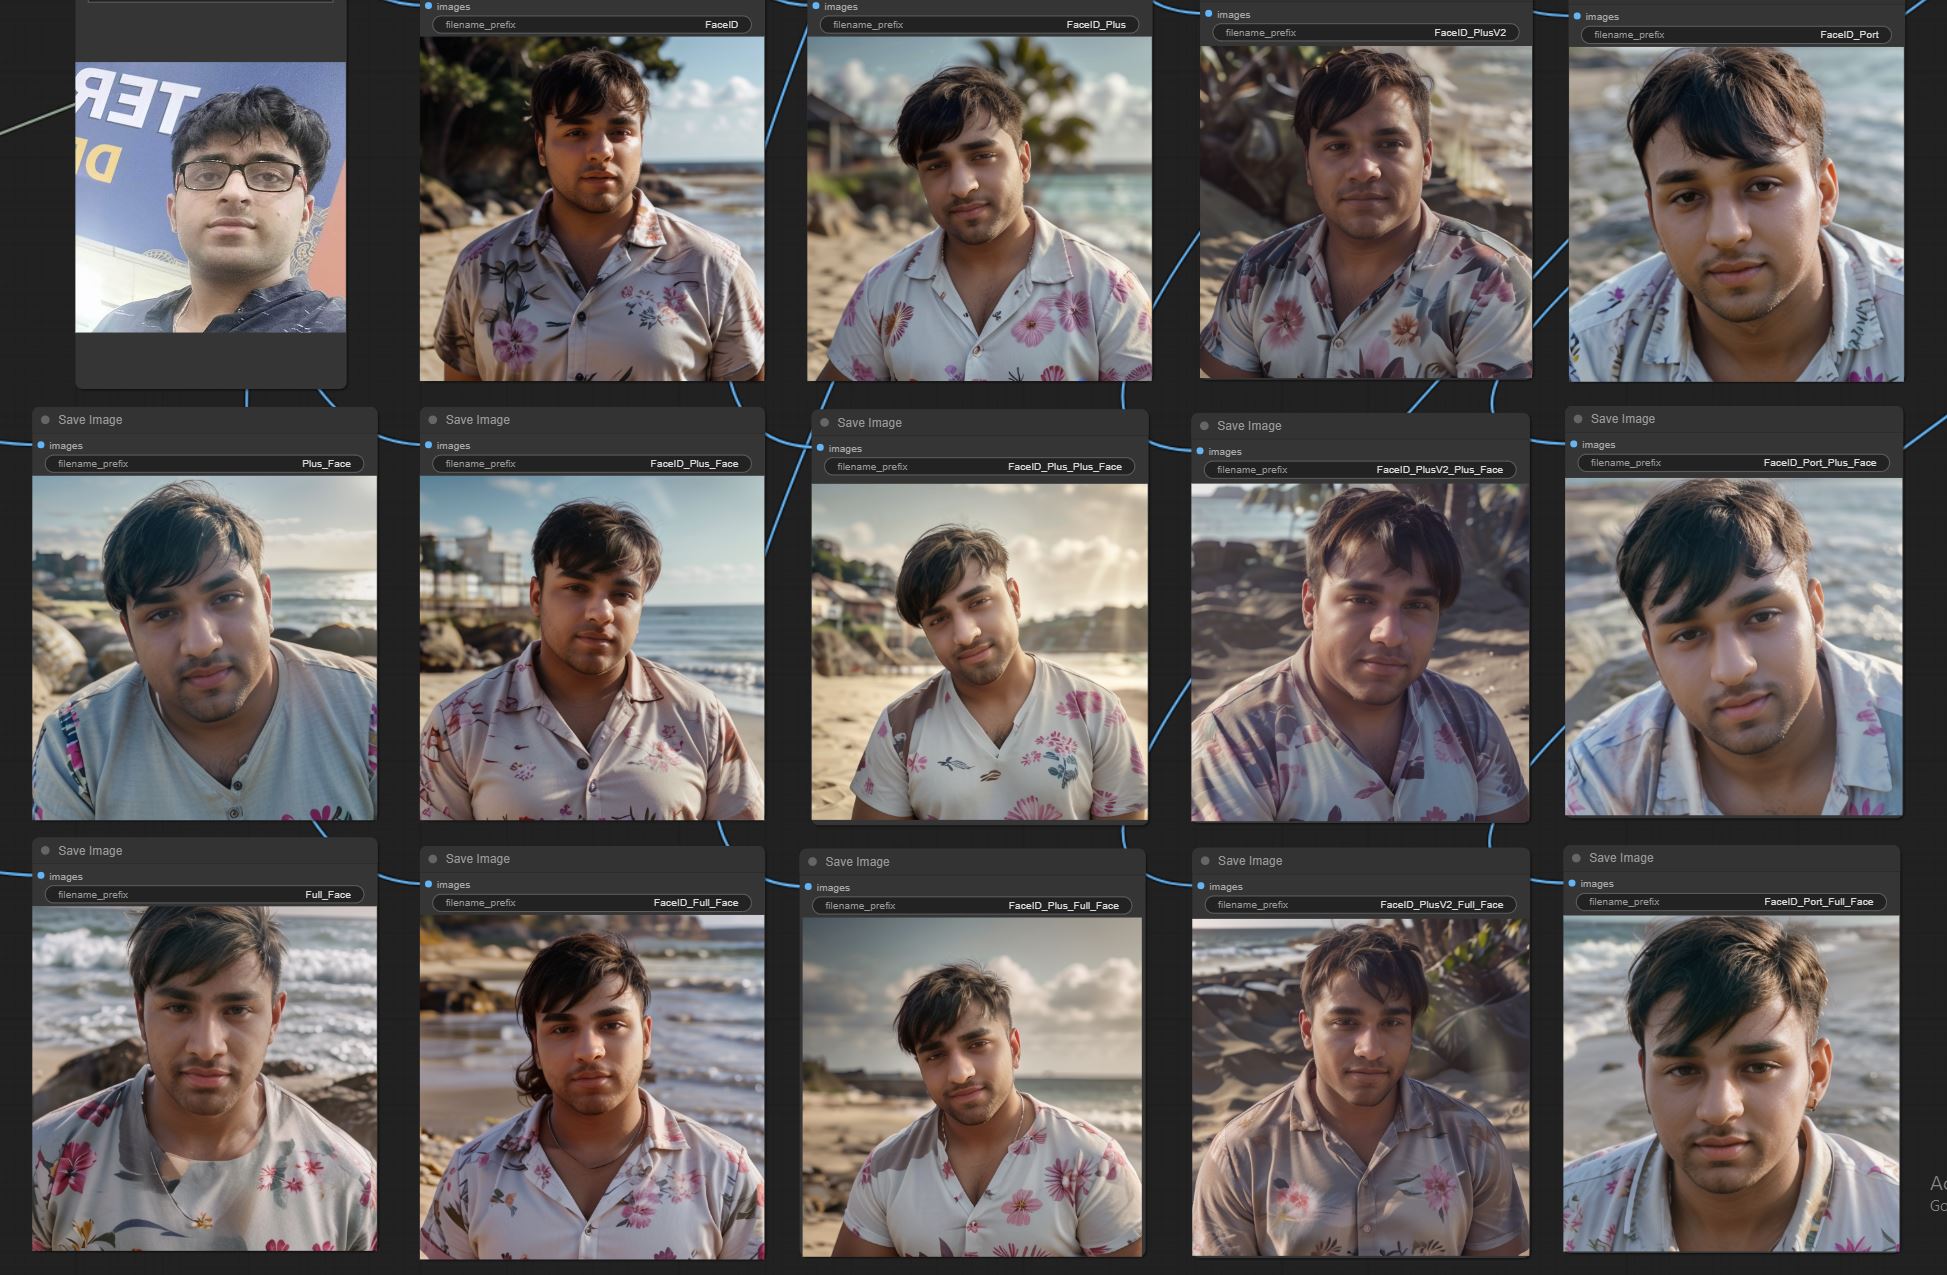 images
filename_prefix FaceID
images
filename_prefix FaceID_Plus
images
filename_prefix FaceID_PlusV2
images
filename_prefix FaceID_Port
TER
DI
Save Image
images
filename_prefix Plus_Face
Save Image
images
filename_prefix FaceID_Plus_Face
Save Image
images
filename_prefix FaceID_Plus_Plus_Face
Save Image
images
filename_prefix FaceID_PlusV2_Plus_Face
Save Image
images
filename_prefix FaceID_Port_Plus_Face
Save Image
images
filename_prefix Full_Face
Save Image
images
filename_prefix FaceID_Full_Face
Save Image
images
filename_prefix FaceID_Plus_Full_Face
Save Image
images
filename_prefix FaceID_PlusV2_Full_Face
Save Image
images
filename_prefix FaceID_Port_Full_Face
Ac
Go